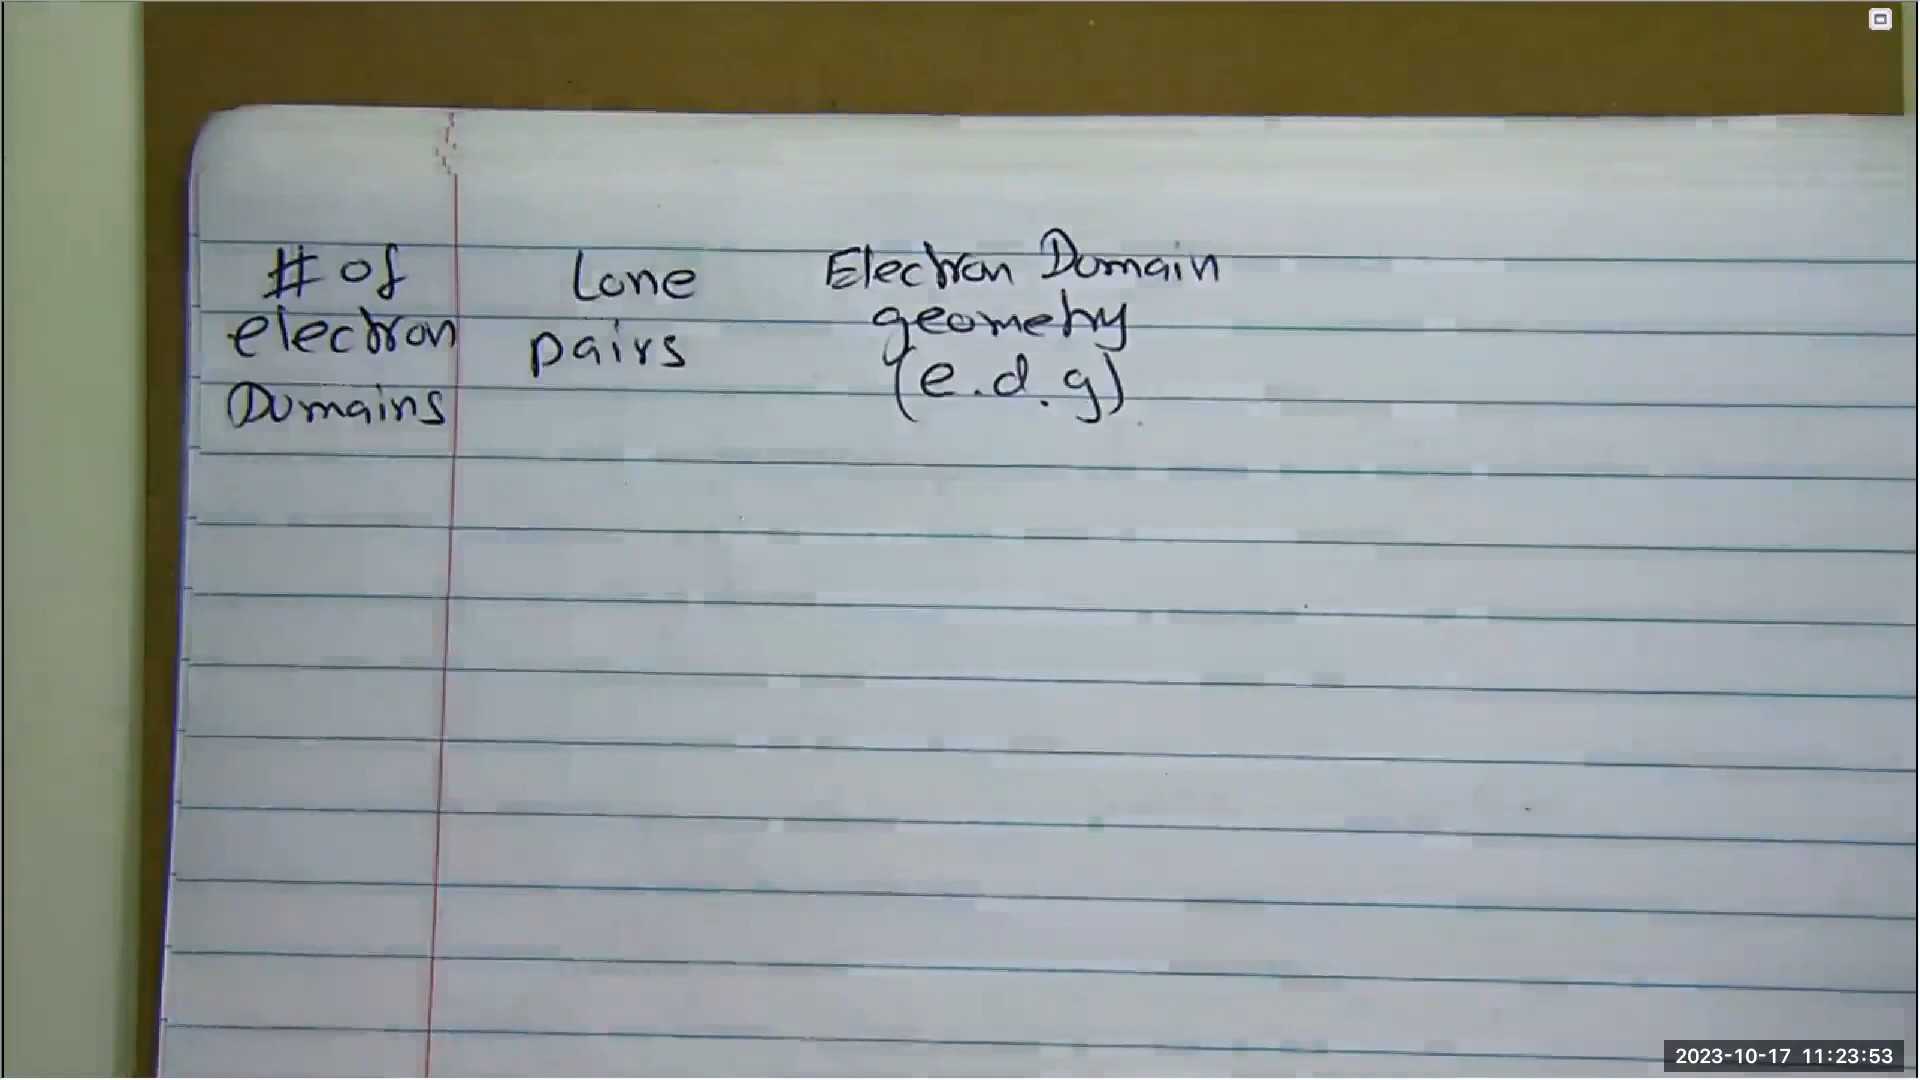 # of
electron
Domains
Lone
pairs
Electron Domain
geometry
(e.d.g)
2023-10-17 11:23:53